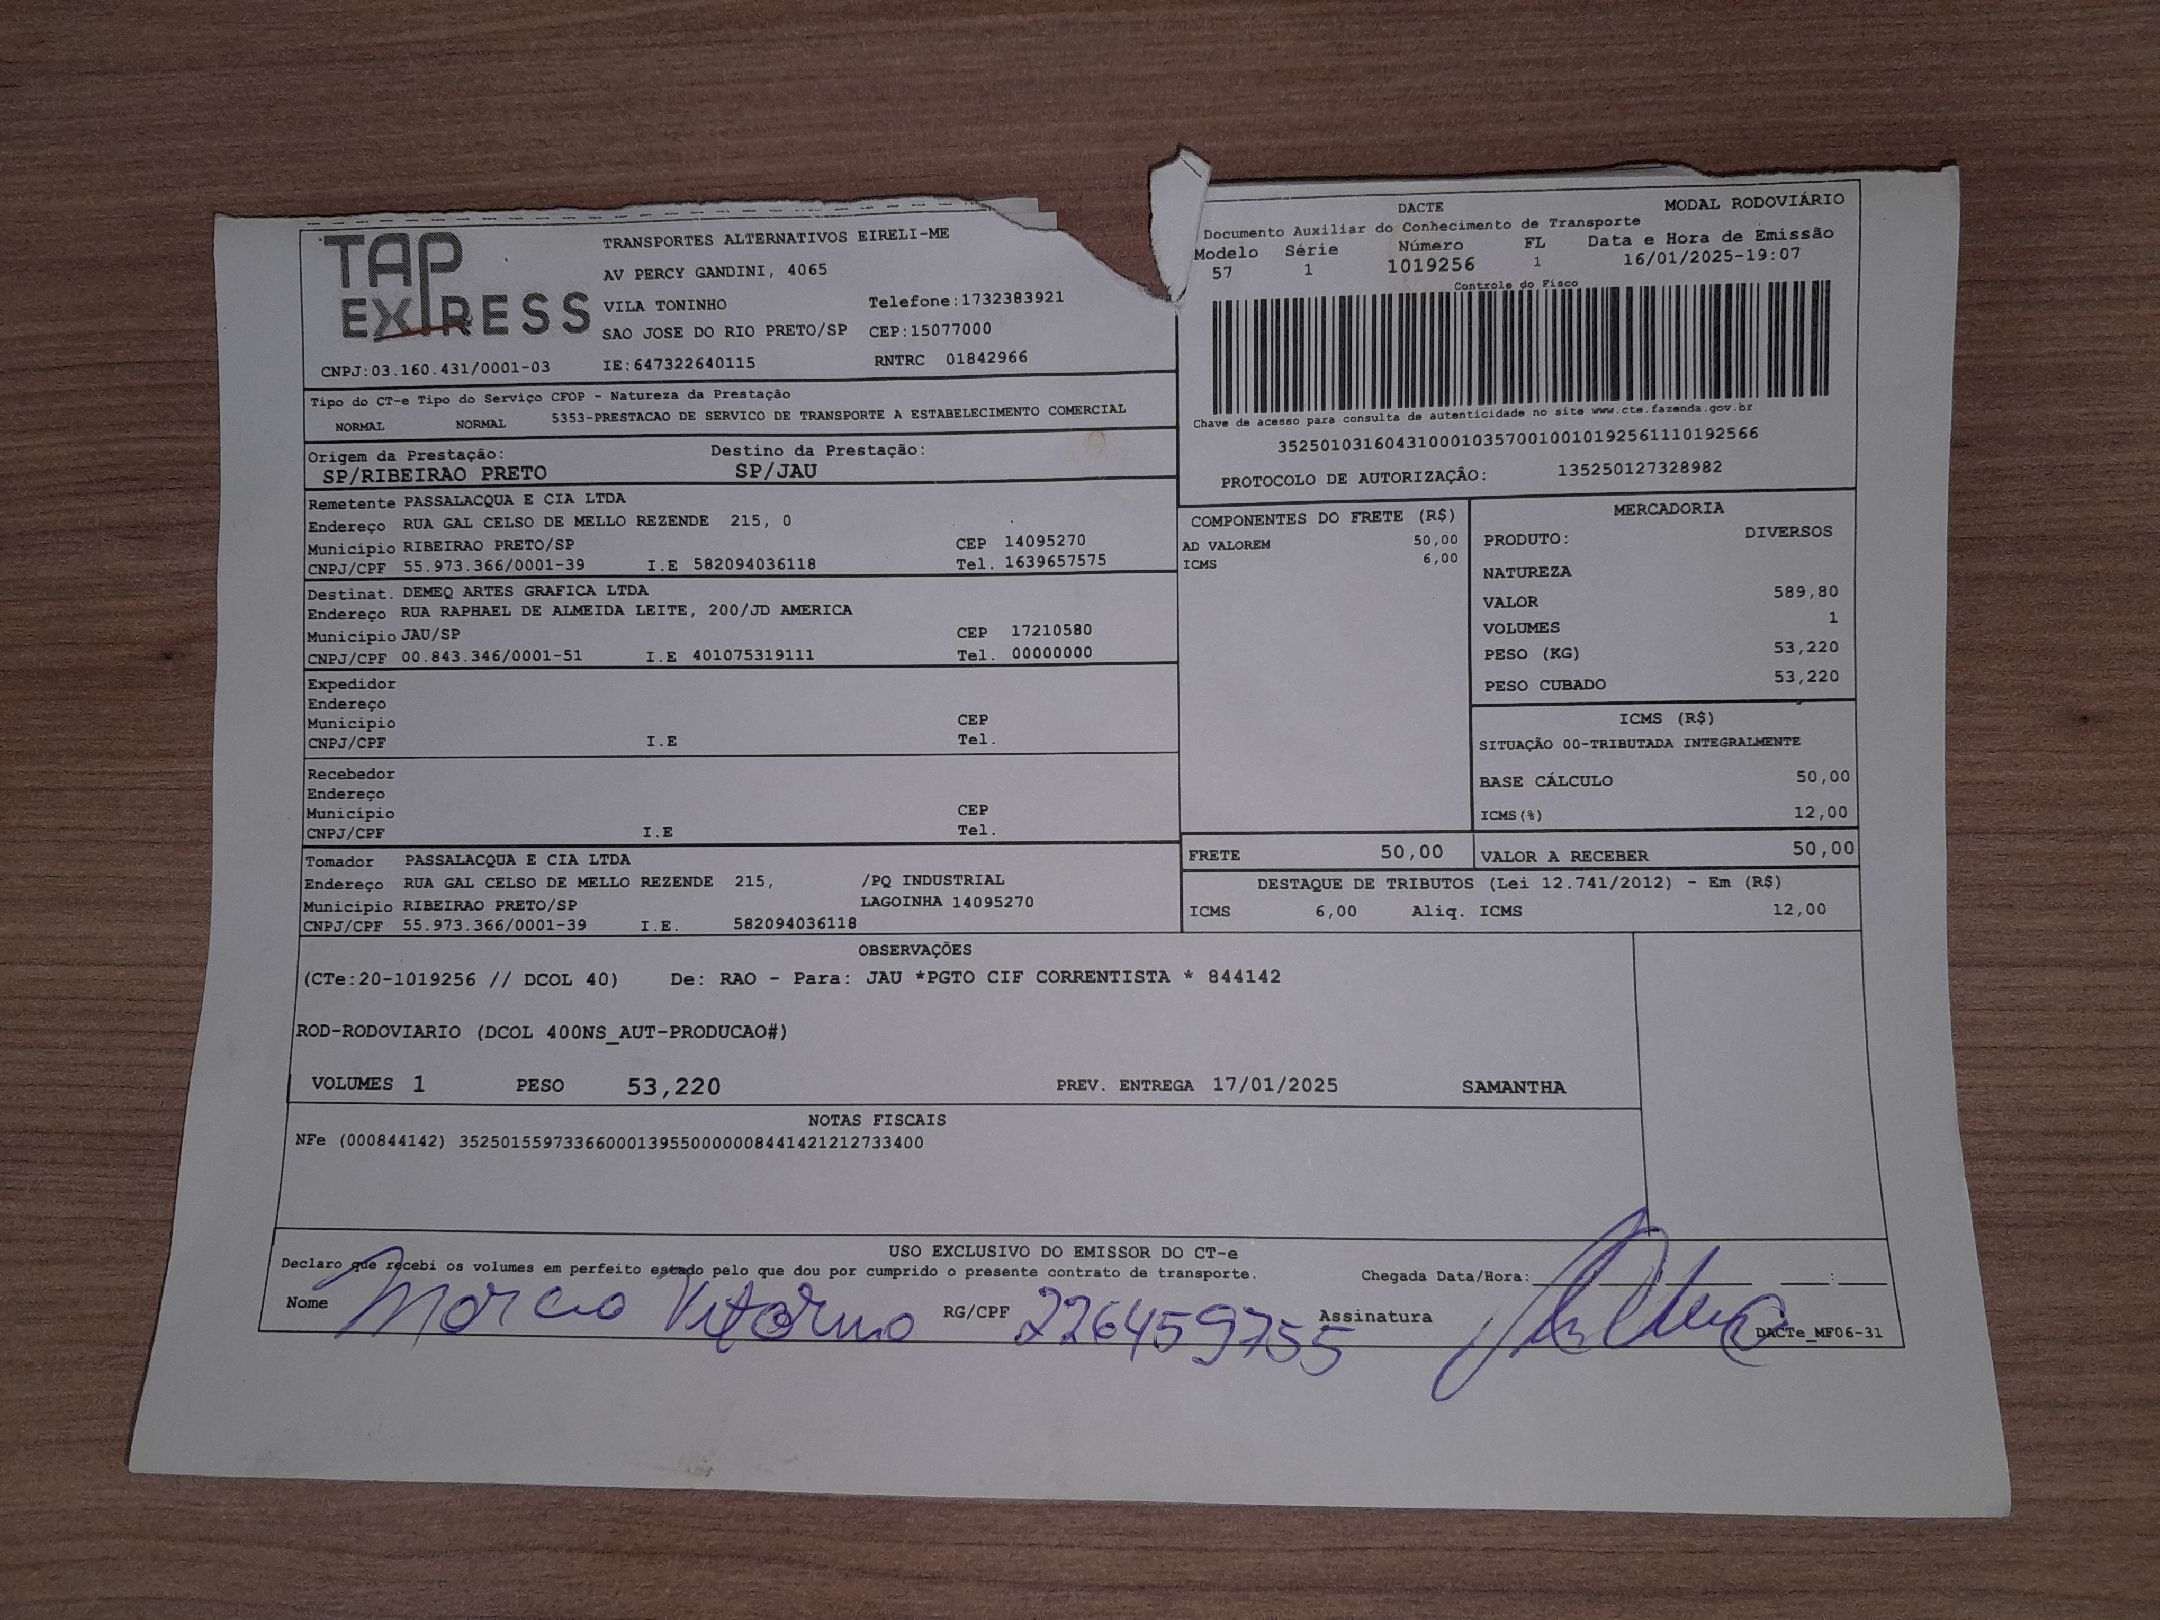 TAP EXPRESS
TRANSPORTES ALTERNATIVOS EIRELI-ME
AV PERCY GANDINI, 4065
VILA TONINHO Telefone:1732383921
SAO JOSE DO RIO PRETO/SP CEP:15077000
CNPJ:03.160.431/0001-03 IE:647322640115 RNTRC 01842966
DACTE MODAL RODOVIÁRIO
Documento Auxiliar do Conhecimento de Transporte
Modelo Série Número FL Data e Hora de Emissão
57 1 1019256 1 16/01/2025-19:07
Controle do Fisco
Chave de acesso para consulta de autenticidade no site www.cte.fazenda.gov.br
35250103160431000103570010010192561110192566
PROTOCOLO DE AUTORIZAÇÃO: 135250127328982
Tipo do CT-e Tipo do Serviço CFOP - Natureza da Prestação
NORMAL NORMAL 5353-PRESTACAO DE SERVICO DE TRANSPORTE A ESTABELECIMENTO COMERCIAL
Origem da Prestação: Destino da Prestação:
SP/RIBEIRAO PRETO SP/JAU
Remetente PASSALACQUA E CIA LTDA
Endereço RUA GAL CELSO DE MELLO REZENDE 215, 0
Município RIBEIRAO PRETO/SP CEP 14095270
CNPJ/CPF 55.973.366/0001-39 I.E 582094036118 Tel. 1639657575
Destinat. DEMEQ ARTES GRAFICA LTDA
Endereço RUA RAPHAEL DE ALMEIDA LEITE, 200/JD AMERICA
Município JAU/SP CEP 17210580
CNPJ/CPF 00.843.346/0001-51 I.E 401075319111 Tel. 00000000
Expedidor
Endereço
Município CEP
CNPJ/CPF I.E Tel.
Recebedor
Endereço
Município CEP
CNPJ/CPF I.E Tel.
Tomador PASSALACQUA E CIA LTDA
Endereço RUA GAL CELSO DE MELLO REZENDE 215, /PQ INDUSTRIAL
Município RIBEIRAO PRETO/SP LAGOINHA 14095270
CNPJ/CPF 55.973.366/0001-39 I.E. 582094036118
COMPONENTES DO FRETE (R$)
AD VALOREM 50,00
ICMS 6,00
MERCADORIA
PRODUTO: DIVERSOS
NATUREZA
VALOR 589,80
VOLUMES 1
PESO (KG) 53,220
PESO CUBADO 53,220
ICMS (R$)
SITUAÇÃO 00-TRIBUTADA INTEGRALMENTE
BASE CÁLCULO 50,00
ICMS(%) 12,00
FRETE 50,00 VALOR A RECEBER 50,00
DESTAQUE DE TRIBUTOS (Lei 12.741/2012) - Em (R$)
ICMS 6,00 Aliq. ICMS 12,00
OBSERVAÇÕES
(CTe:20-1019256 // DCOL 40) De: RAO - Para: JAU *PGTO CIF CORRENTISTA * 844142
ROD-RODOVIARIO (DCOL 400NS_AUT-PRODUCAO#)
VOLUMES 1 PESO 53,220 PREV. ENTREGA 17/01/2025 SAMANTHA
NOTAS FISCAIS
NFe (000844142) 35250155973366000139550000008441421212733400
USO EXCLUSIVO DO EMISSOR DO CT-e
Declaro que recebi os volumes em perfeito estado pelo que dou por cumprido o presente contrato de transporte. Chegada Data/Hora: :
Nome Marcio Vitorino RG/CPF 226459755 Assinatura
DACTe_MF06-31